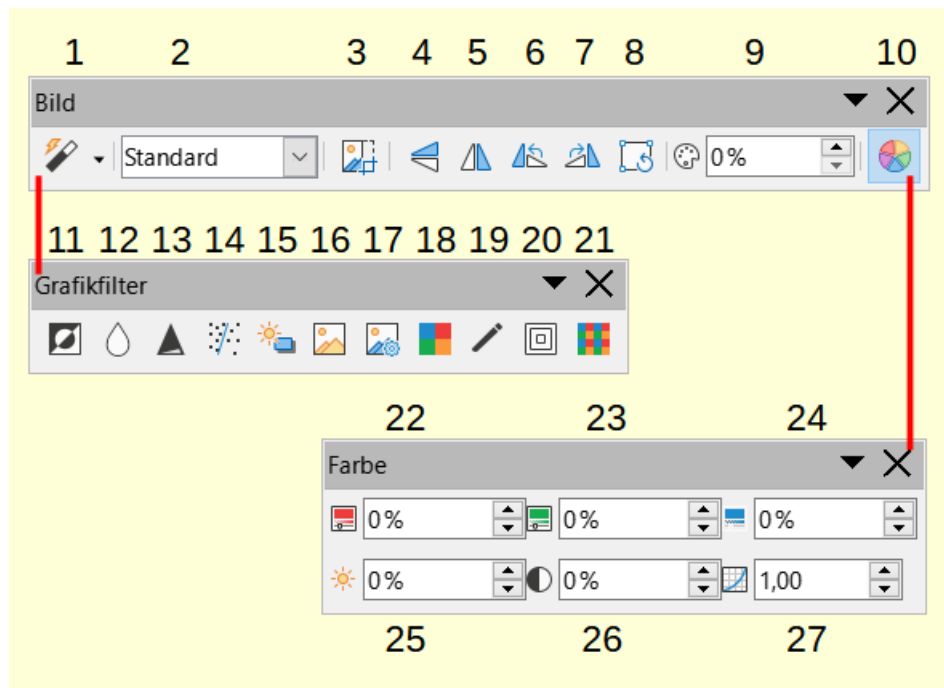 1 2 3 4 5 6 7 8 9 10
Bild
Standard 0 %
11 12 13 14 15 16 17 18 19 20 21
Grafikfilter
22 23 24
Farbe
0 % 0 % 0 %
0 % 0 % 1,00
25 26 27